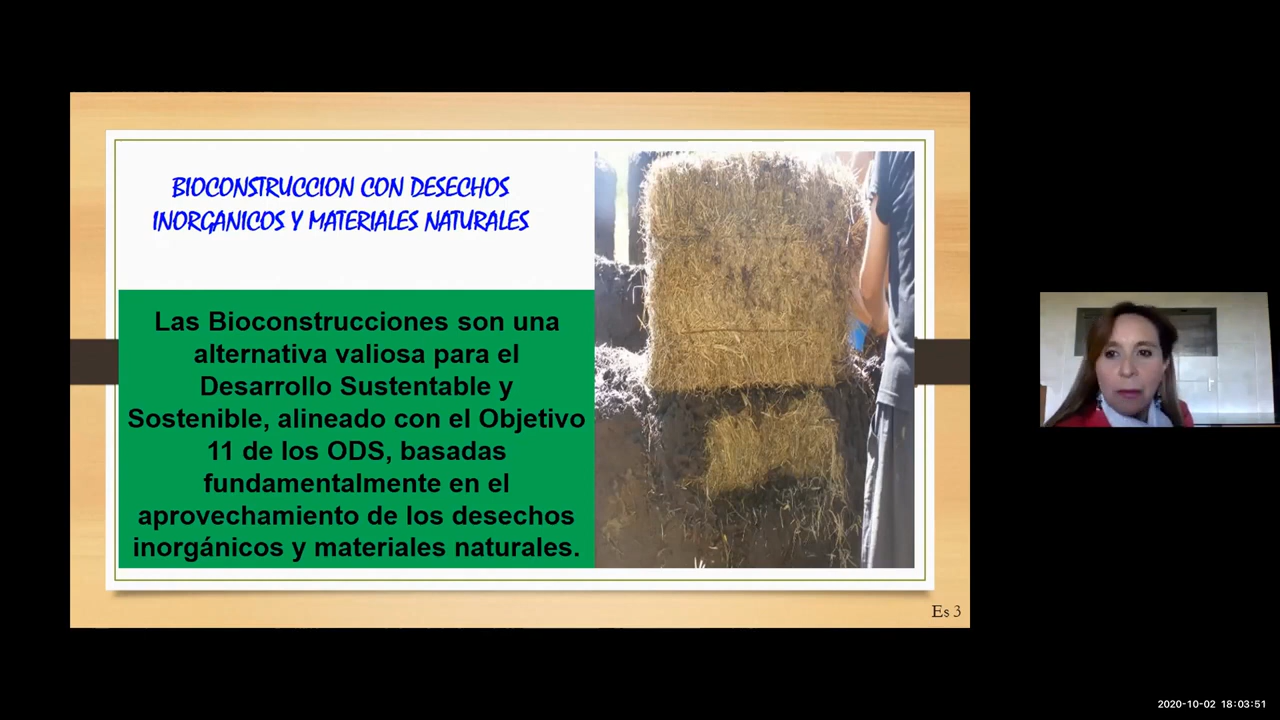 BIOCONSTRUCCION CON DESECHOS
INORGANICOS Y MATERIALES NATURALES
Las Bioconstrucciones son una
alternativa valiosa para el
Desarrollo Sustentable y
Sostenible, alineado con el Objetivo
11 de los ODS, basadas
fundamentalmente en el
aprovechamiento de los desechos
inorgánicos y materiales naturales.
Es 3
2020-10-02 18:03:51